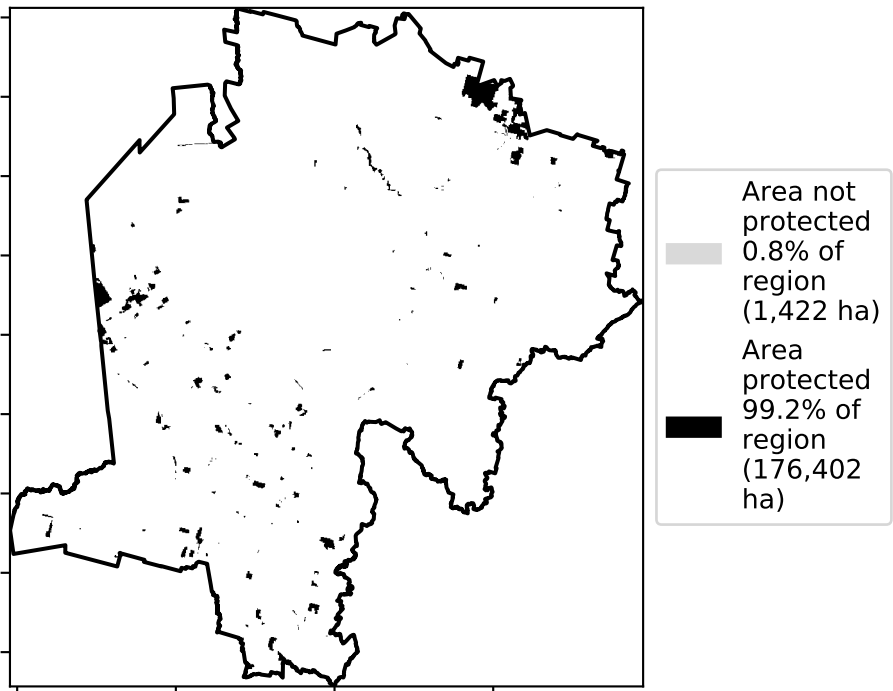 Area not
protected
0.8% of
region
(1,422 ha)
Area
protected
99.2% of
region
(176,402
ha)